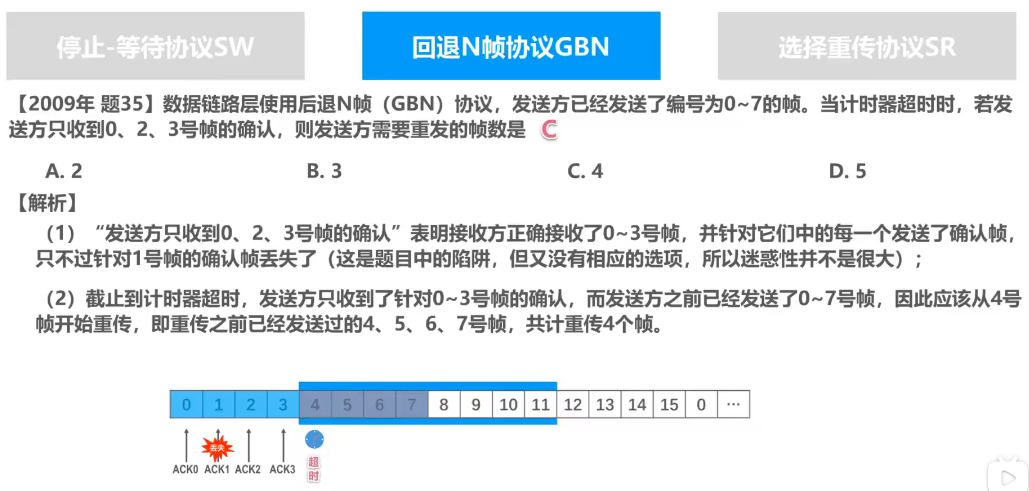 停止-等待协议SW
回退N帧协议GBN
选择重传协议SR
【2009年 题35】数据链路层使用后退N帧（GBN）协议，发送方已经发送了编号为0~7的帧。当计时器超时时，若发
送方只收到0、2、3号帧的确认，则发送方需要重发的帧数是 C
A. 2 B. 3 C. 4 D. 5
【解析】
（1）“发送方只收到0、2、3号帧的确认”表明接收方正确接收了0~3号帧，并针对它们中的每一个发送了确认帧，
只不过针对1号帧的确认帧丢失了（这是题目中的陷阱，但又没有相应的选项，所以迷惑性并不是很大）；
（2）截止到计时器超时，发送方只收到了针对0~3号帧的确认，而发送方之前已经发送了0~7号帧，因此应该从4号
帧开始重传，即重传之前已经发送过的4、5、6、7号帧，共计重传4个帧。
0 1 2 3 4 5 6 7 8 9 10 11 12 13 14 15 0 ···
丢失
ACK0 ACK1 ACK2 ACK3
超
时